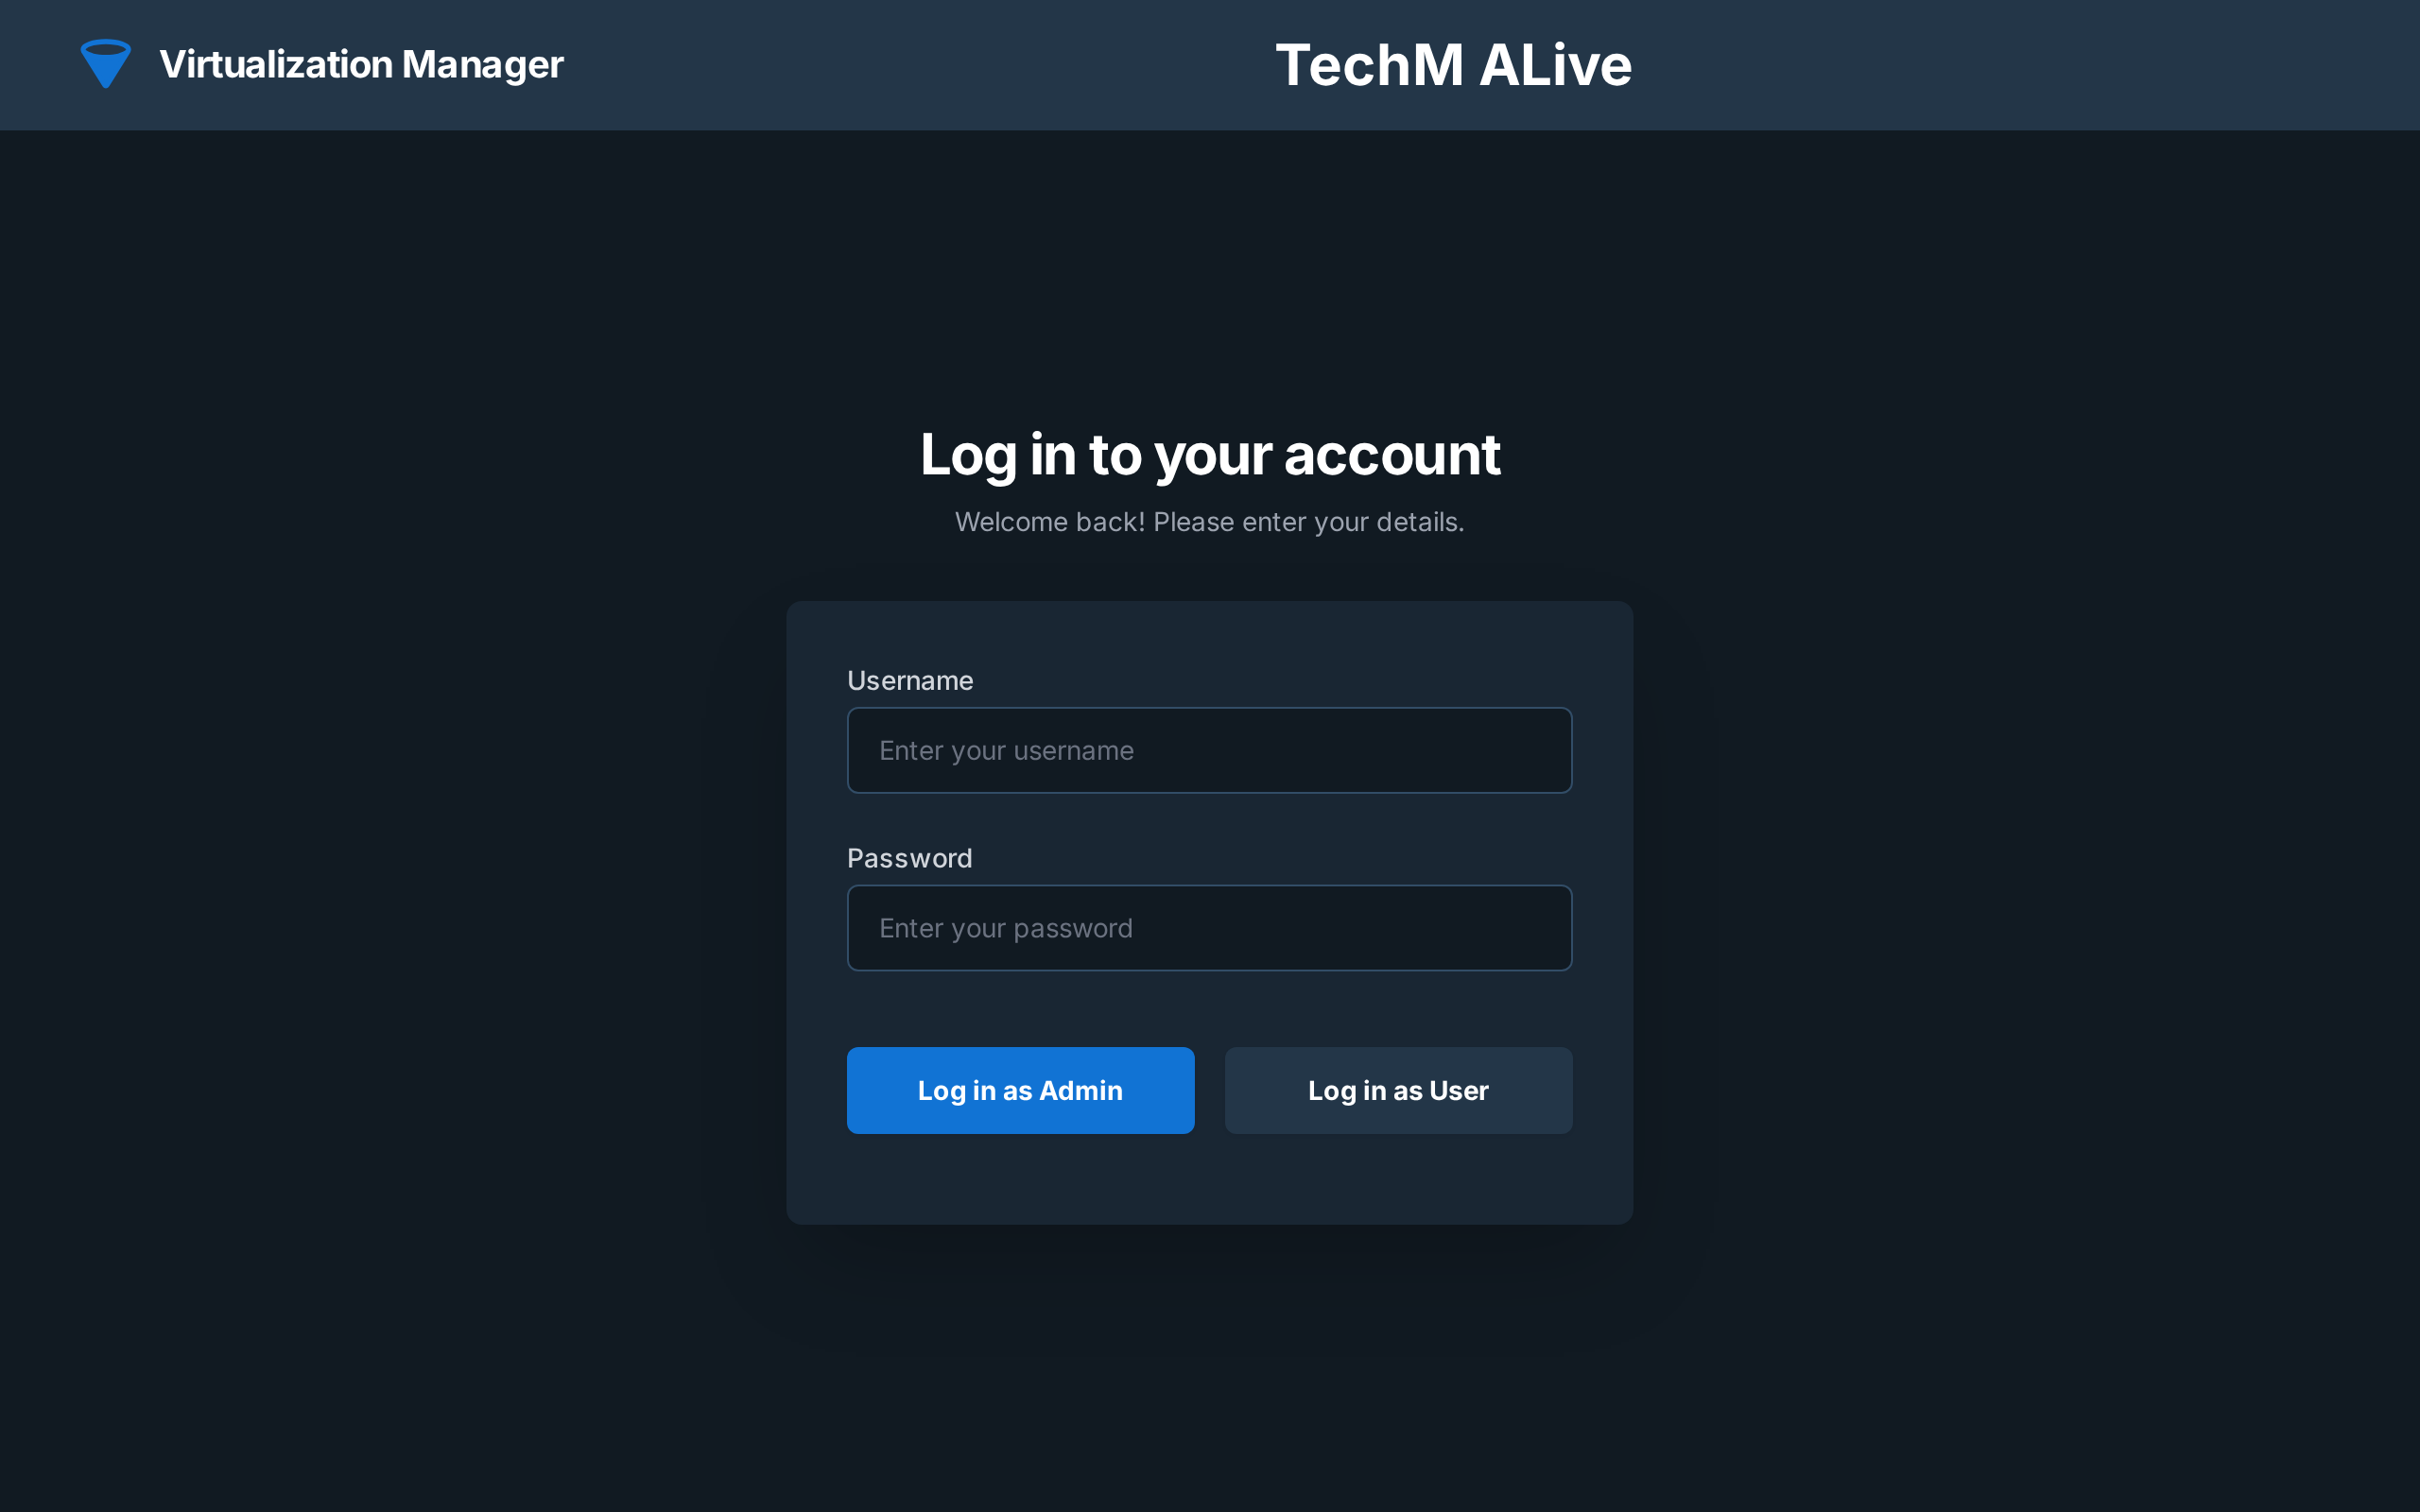 Virtualization Manager
TechM ALive
Log in to your account
Welcome back! Please enter your details.
Username
Enter your username
Password
Enter your password
Log in as Admin
Log in as User